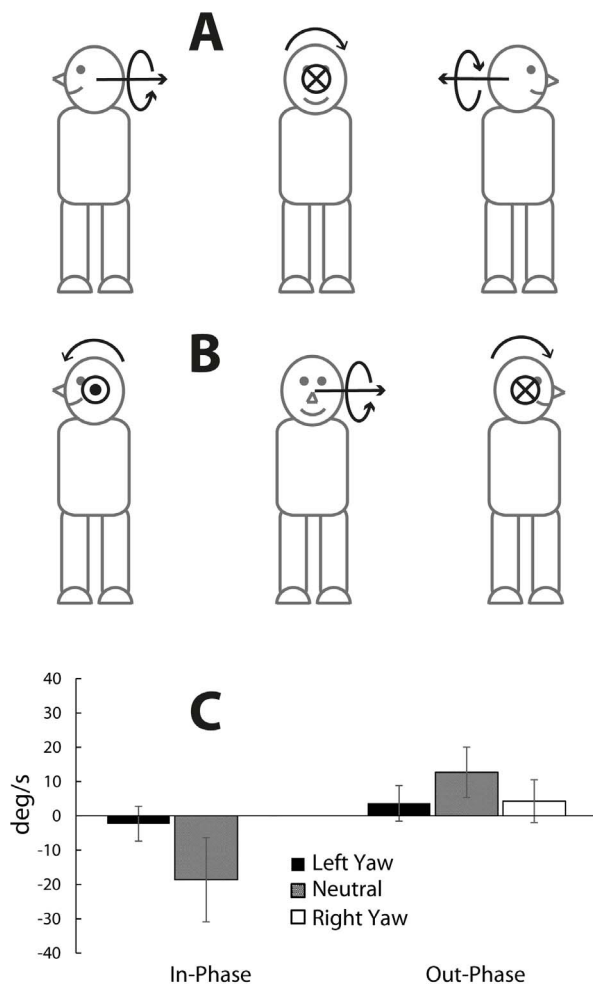 A
B
C
40
30
20
10
0
-10
-20
-30
-40
deg/s
Left Yaw
Neutral
Right Yaw
In-Phase
Out-Phase